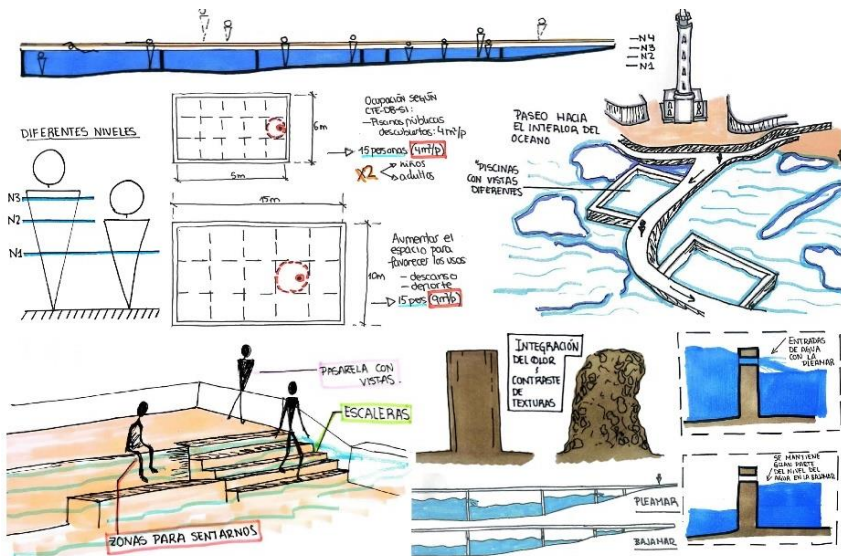 N4
N3
N2
N1
DIFERENTES NIVELES
N3
N2
N1
6m
5m
Ocupación según
CTE-DB-SI:
- Piscinas públicas
descubiertas: 4m²/p
→ 15 personas (4m²/p)
X2
niños
adultos
15m
10m
Aumentar el
espacio para
favorecer los usos
- descanso
- deporte
→ 15 pers (9m²/p)
PASEO HACIA
EL INTERIOR DEL
OCEANO
*PISCINAS
CON VISTAS
DIFERENTES
PASARELA CON
VISTAS
ESCALERAS
ZONAS PARA SENTARNOS
INTEGRACIÓN
DEL COLOR
Y
CONTRASTE
DE
TEXTURAS
ENTRADAS
DE AGUA
CON LA
PLEAMAR
SE MANTIENE
GRAN PARTE
DEL NIVEL DEL
AGUA EN LA BAJAMAR
PLEAMAR
BAJAMAR